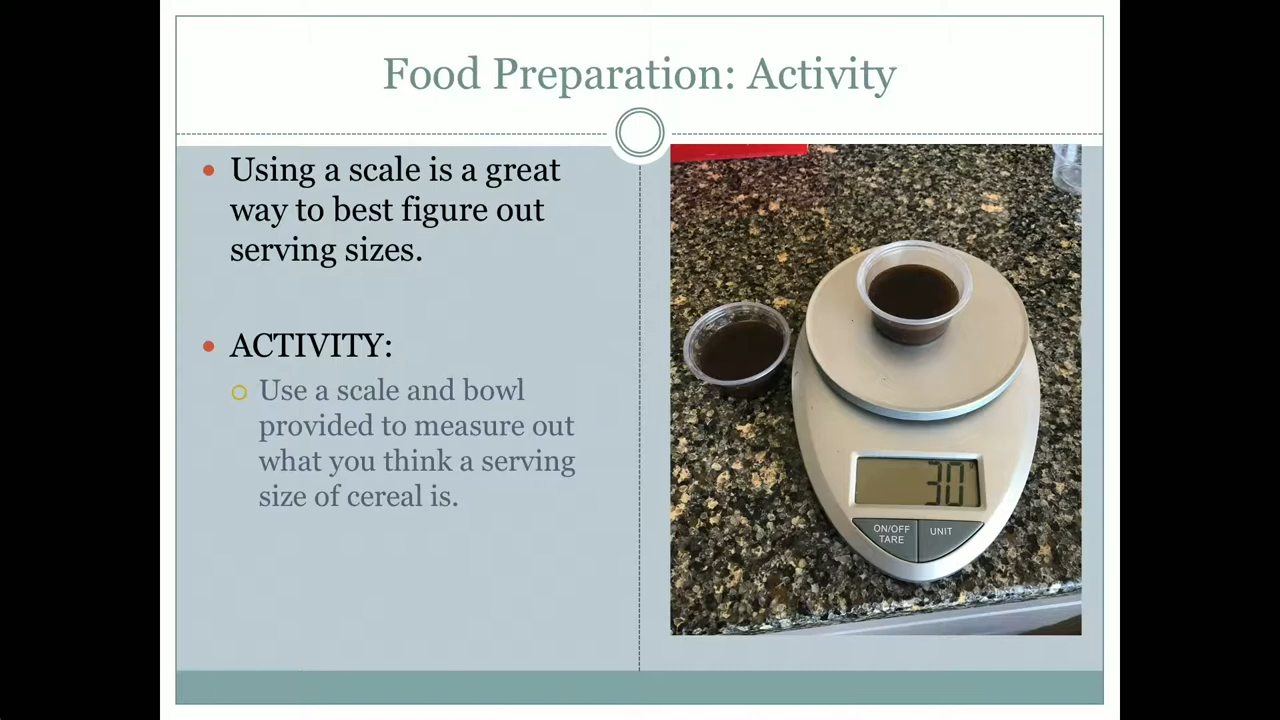 Food Preparation: Activity
Using a scale is a great
way to best figure out
serving sizes.
ACTIVITY:
Use a scale and bowl
provided to measure out
what you think a serving
size of cereal is.
30
ON/OFF
TARE
UNIT